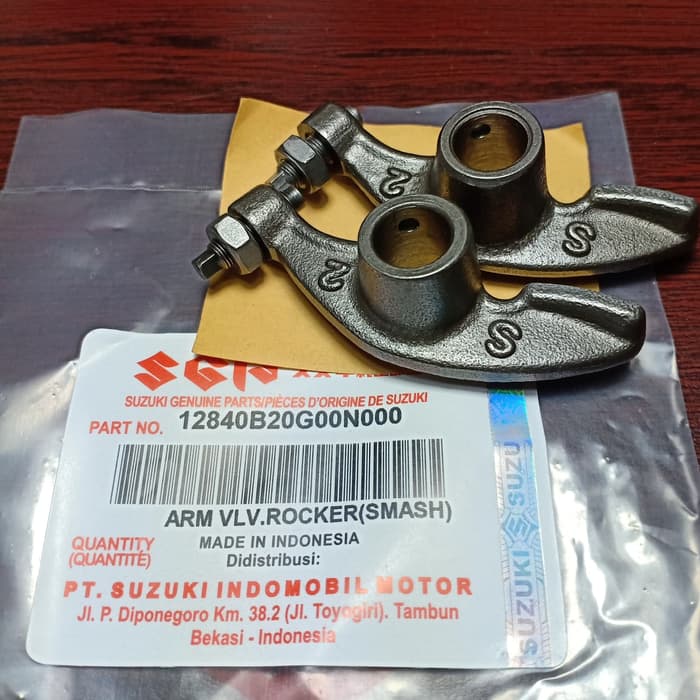 2
S
2
S
SGP
SUZUKI GENUINE PARTS/PIÈCES D'ORIGINE DE SUZUKI
PART NO. 12840B20G00N000
ARM VLV.ROCKER(SMASH)
MADE IN INDONESIA
QUANTITY
(QUANTITÉ)
Didistribusi:
PT. SUZUKI INDOMOBIL MOTOR
Jl. P. Diponegoro Km. 38.2 (Jl. Toyogiri). Tambun
Bekasi - Indonesia
SUZUKI SUZU